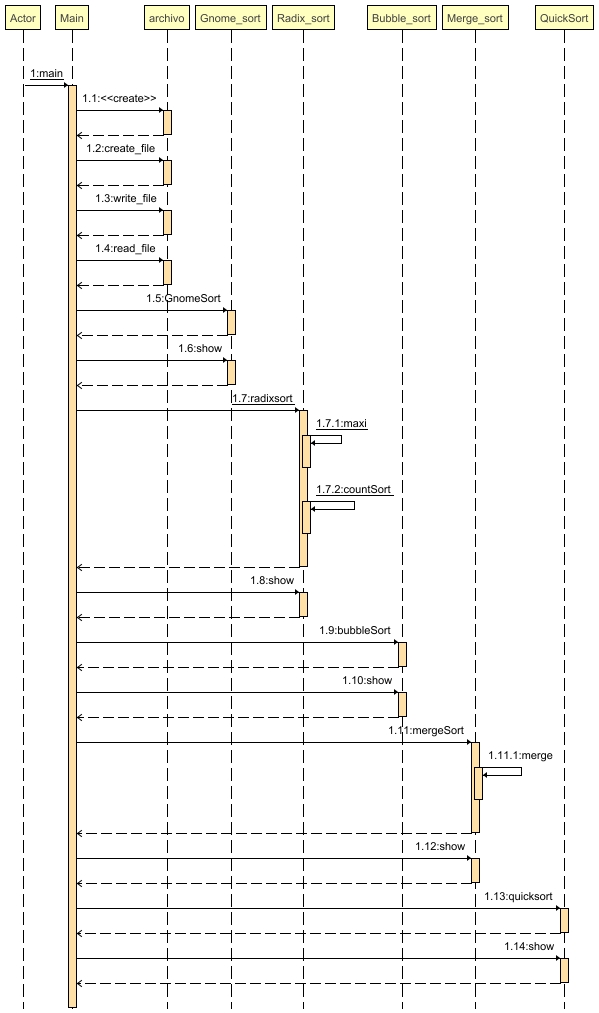 Actor Main archivo Gnome_sort Radix_sort Bubble_sort Merge_sort QuickSort
1:main
1.1:<<create>>
1.2:create_file
1.3:write_file
1.4:read_file
1.5:GnomeSort
1.6:show
1.7:radixsort
1.7.1:maxi
1.7.2:countSort
1.8:show
1.9:bubbleSort
1.10:show
1.11:mergeSort
1.11.1:merge
1.12:show
1.13:quicksort
1.14:show